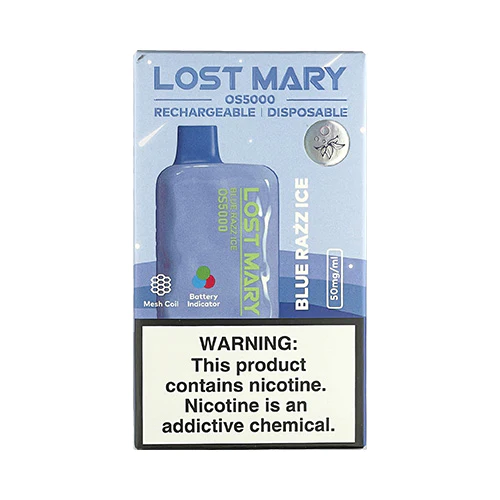 LOST MARY
OS5000
RECHARGEABLE | DISPOSABLE
LOST MARY
BLUE RAZZ ICE
OS5000
BLUE RAZZ ICE
50mg/ml
Mesh Coil
Battery
Indicator
WARNING:
This product
contains nicotine.
Nicotine is an
addictive chemical.